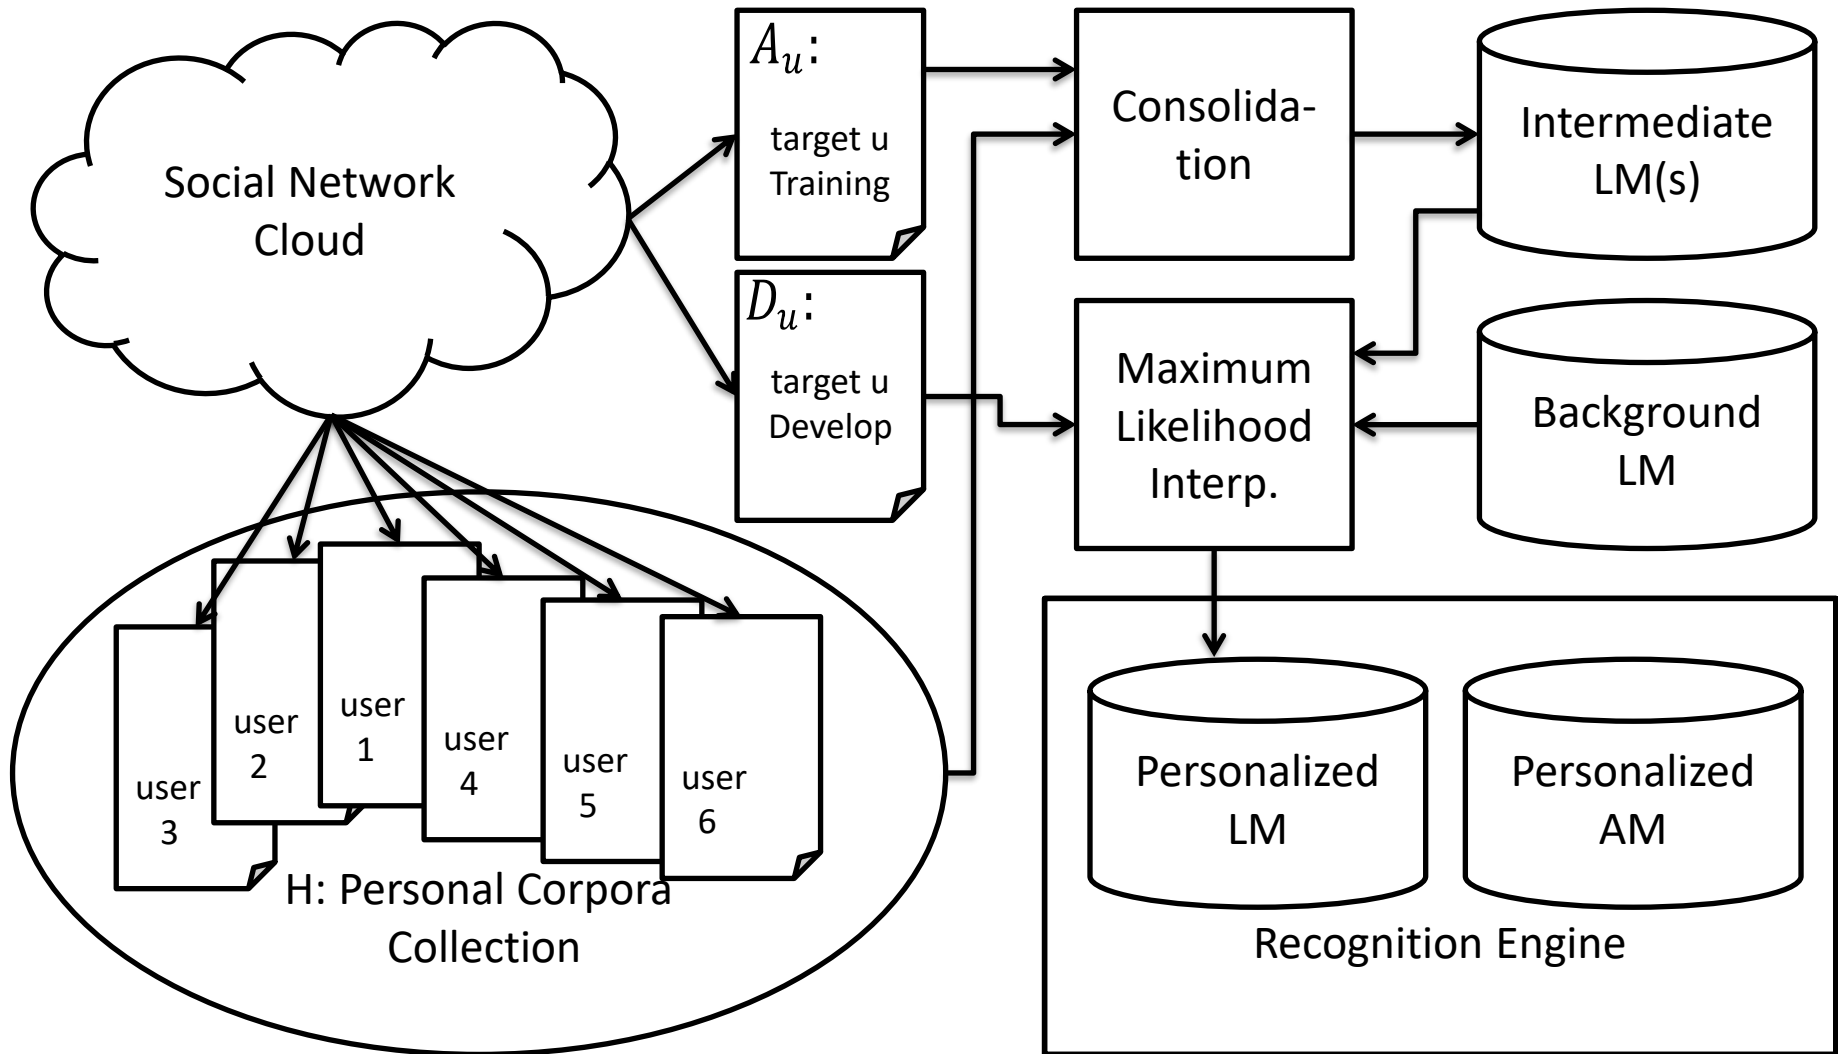 Social Network
Cloud
A_u:
target u
Training
Consolida-
tion
Intermediate
LM(s)
D_u:
target u
Develop
Maximum
Likelihood
Interp.
Background
LM
user
3
user
2
user
1
user
4
user
5
user
6
H: Personal Corpora
Collection
Personalized
LM
Personalized
AM
Recognition Engine